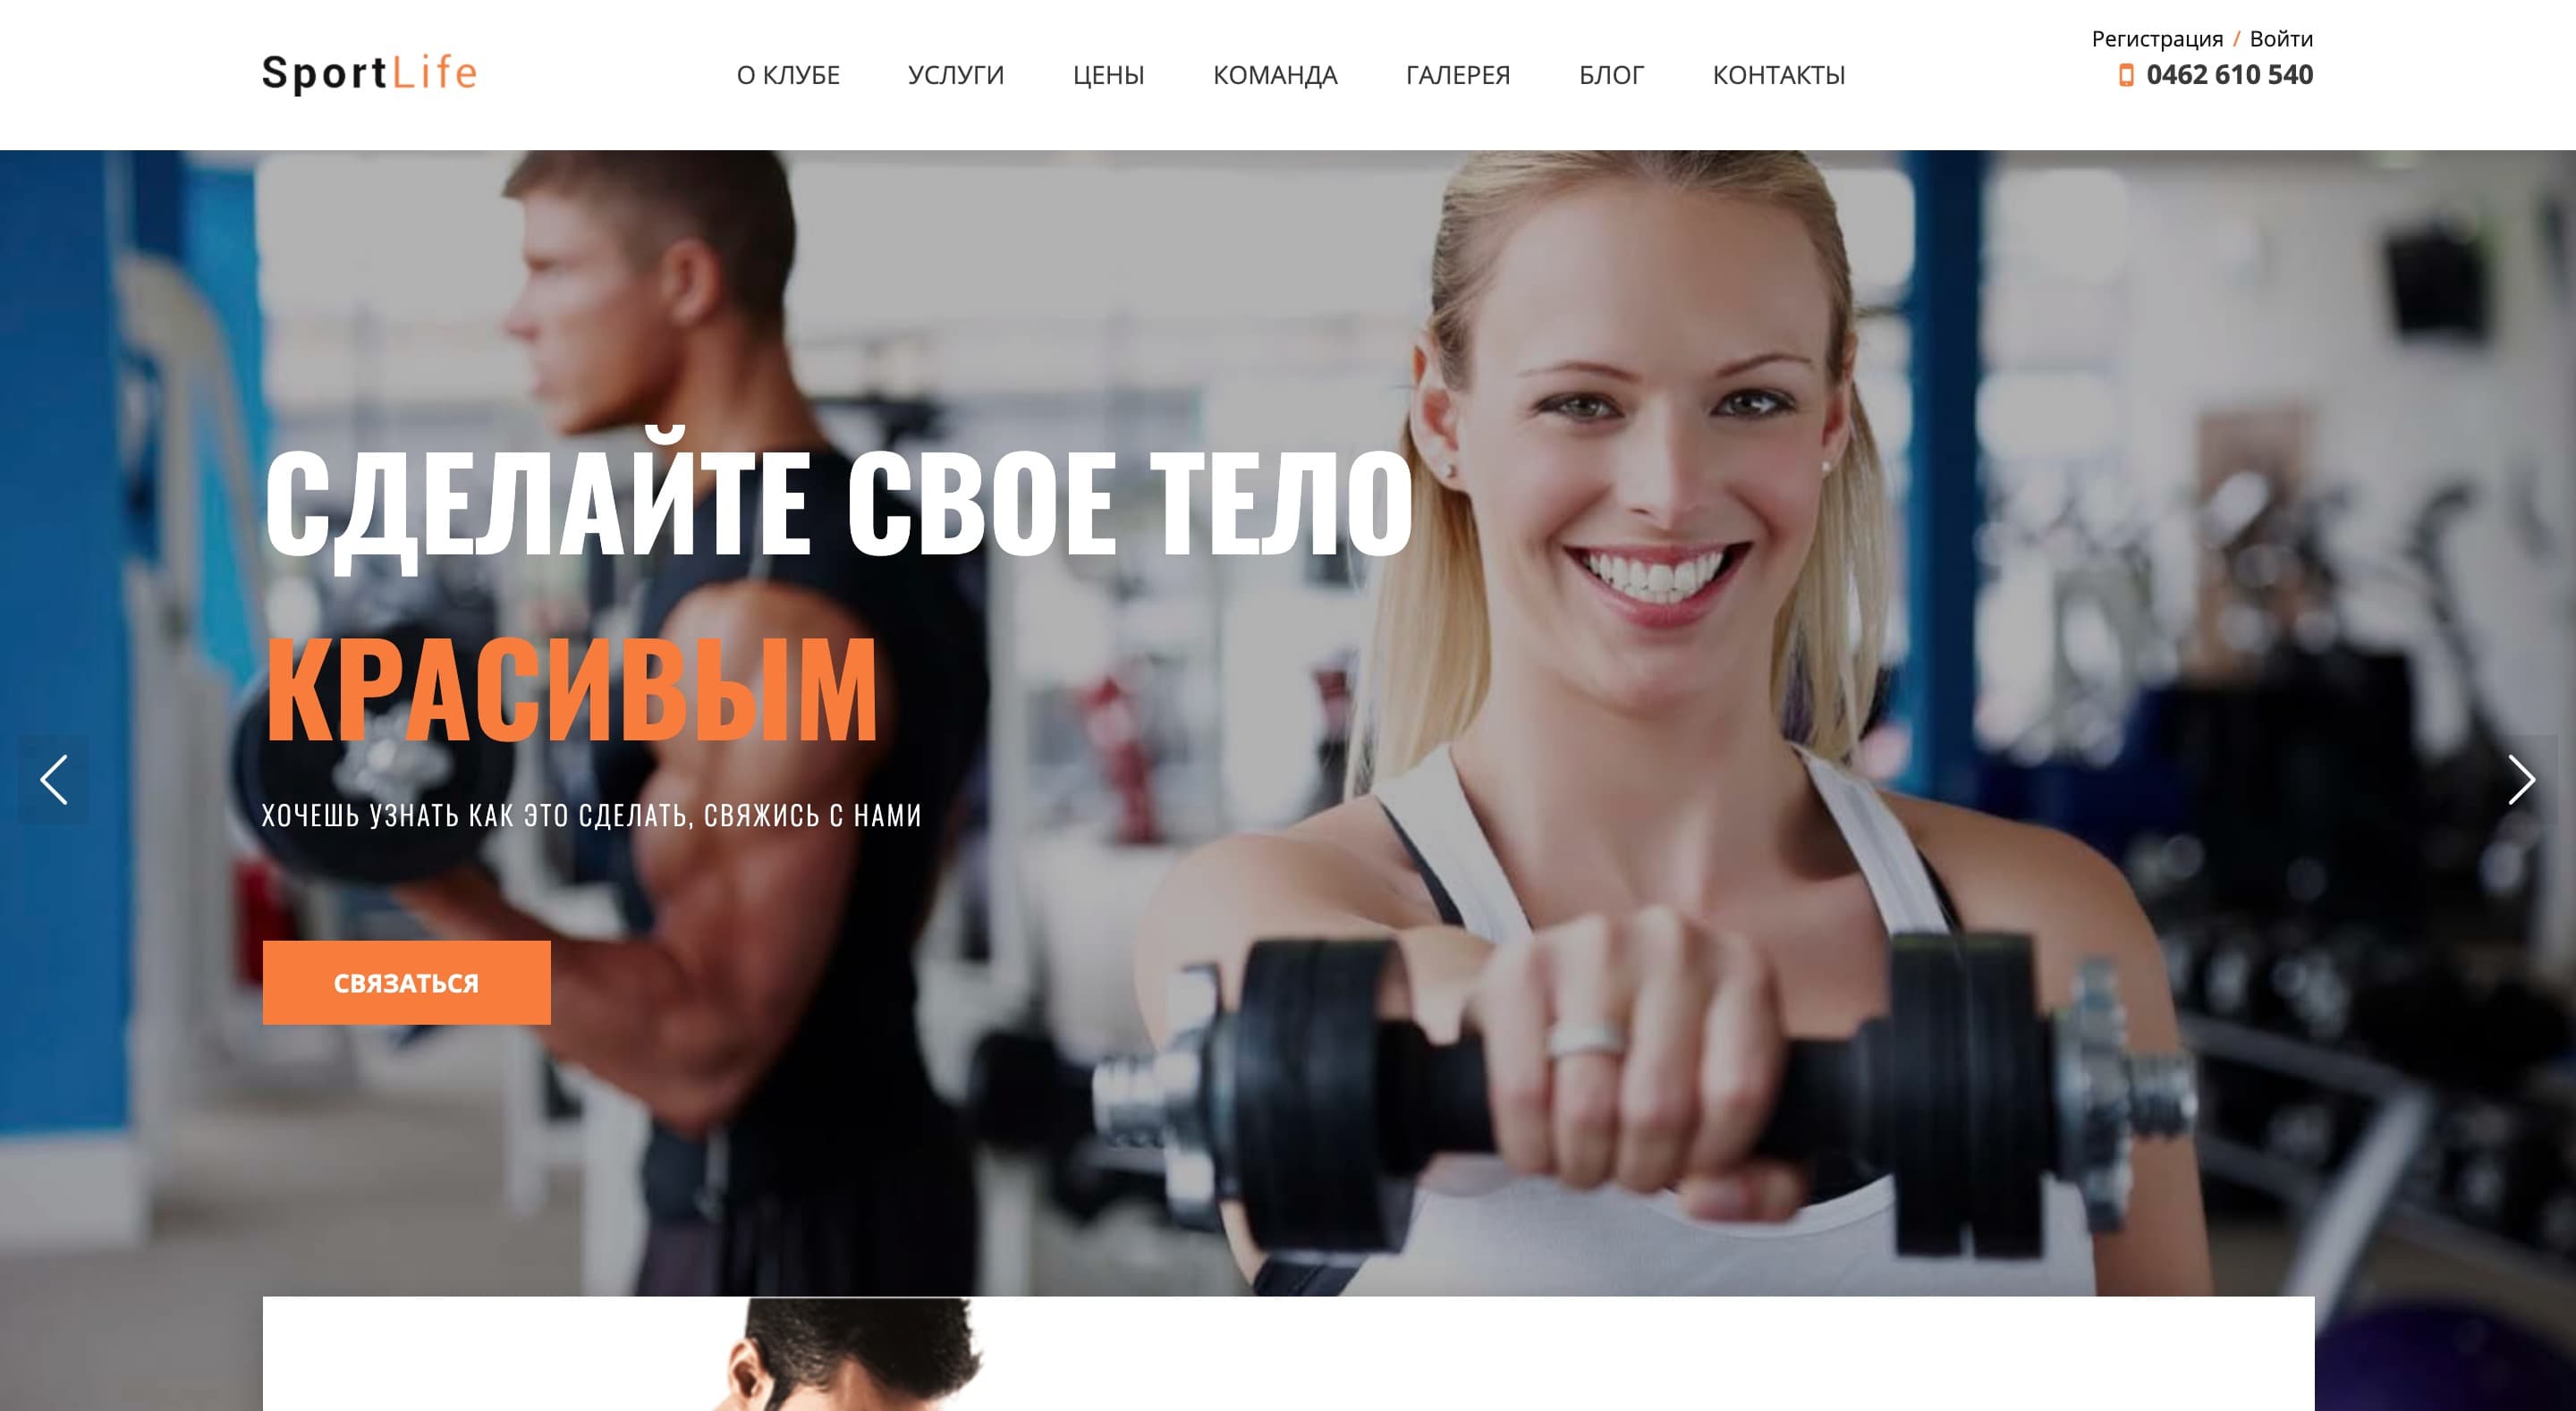 SportLife
О КЛУБЕ УСЛУГИ ЦЕНЫ КОМАНДА ГАЛЕРЕЯ БЛОГ КОНТАКТЫ
Регистрация / Войти
0462 610 540
СДЕЛАЙТЕ СВОЕ ТЕЛО
КРАСИВЫМ
ХОЧЕШЬ УЗНАТЬ КАК ЭТО СДЕЛАТЬ, СВЯЖИСЬ С НАМИ
СВЯЗАТЬСЯ